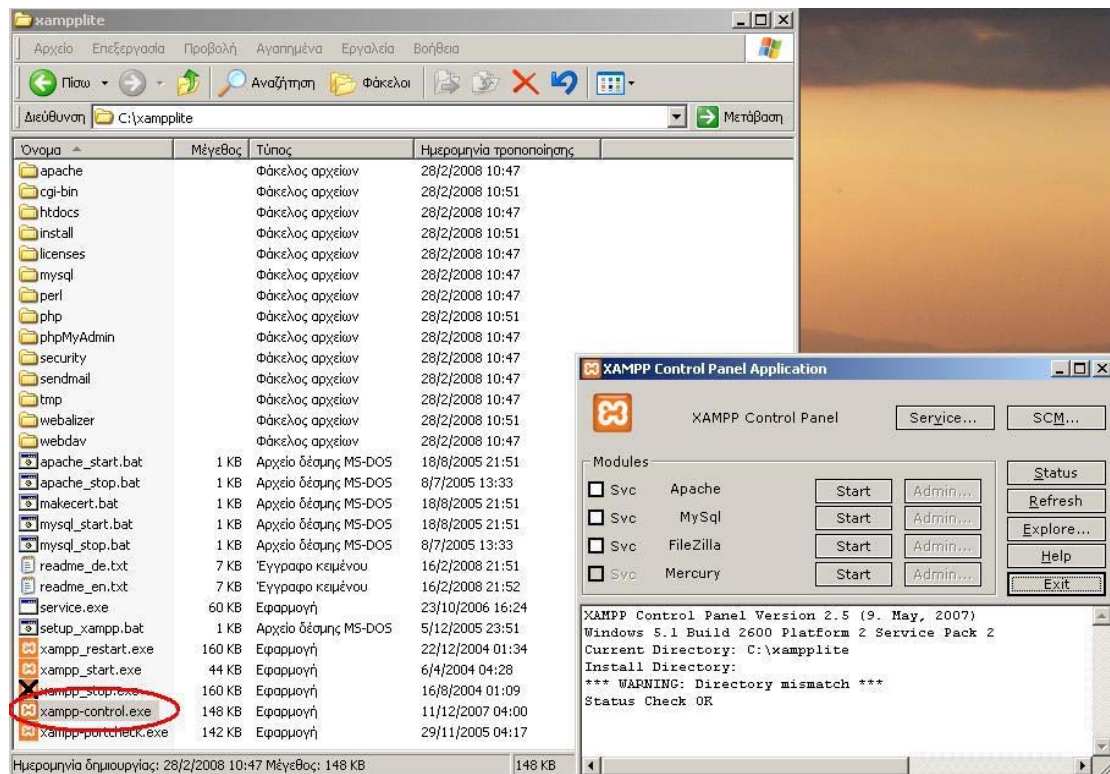 xampplite
Αρχείο Επεξεργασία Προβολή Αγαπημένα Εργαλεία Βοήθεια
Πίσω Αναζήτηση Φάκελοι
Διεύθυνση C:\xampplite Μετάβαση
Όνομα Μέγεθος Τύπος Ημερομηνία τροποποίησης
apache Φάκελος αρχείων 28/2/2008 10:47
cgi-bin Φάκελος αρχείων 28/2/2008 10:51
htdocs Φάκελος αρχείων 28/2/2008 10:47
install Φάκελος αρχείων 28/2/2008 10:51
licenses Φάκελος αρχείων 28/2/2008 10:47
mysql Φάκελος αρχείων 28/2/2008 10:47
perl Φάκελος αρχείων 28/2/2008 10:47
php Φάκελος αρχείων 28/2/2008 10:51
phpMyAdmin Φάκελος αρχείων 28/2/2008 10:47
security Φάκελος αρχείων 28/2/2008 10:47
sendmail Φάκελος αρχείων 28/2/2008 10:47
tmp Φάκελος αρχείων 28/2/2008 10:47
webalizer Φάκελος αρχείων 28/2/2008 10:51
webdav Φάκελος αρχείων 28/2/2008 10:47
apache_start.bat 1 KB Αρχείο δέσμης MS-DOS 18/8/2005 21:51
apache_stop.bat 1 KB Αρχείο δέσμης MS-DOS 8/7/2005 13:33
makecert.bat 1 KB Αρχείο δέσμης MS-DOS 18/8/2005 21:51
mysql_start.bat 1 KB Αρχείο δέσμης MS-DOS 18/8/2005 21:51
mysql_stop.bat 1 KB Αρχείο δέσμης MS-DOS 8/7/2005 13:33
readme_de.txt 7 KB Έγγραφο κειμένου 16/2/2008 21:51
readme_en.txt 7 KB Έγγραφο κειμένου 16/2/2008 21:52
service.exe 60 KB Εφαρμογή 23/10/2006 16:24
setup_xampp.bat 1 KB Αρχείο δέσμης MS-DOS 5/12/2005 23:51
xampp_restart.exe 160 KB Εφαρμογή 22/12/2004 01:34
xampp_start.exe 44 KB Εφαρμογή 6/4/2004 04:28
xampp_stop.exe 160 KB Εφαρμογή 16/8/2004 01:09
xampp-control.exe 148 KB Εφαρμογή 11/12/2007 04:00
xampp-portcheck.exe 142 KB Εφαρμογή 29/11/2005 04:17
Ημερομηνία δημιουργίας: 28/2/2008 10:47 Μέγεθος: 148 KB 148 KB
XAMPP Control Panel Application
XAMPP Control Panel Service... SCM...
Modules
Svc Apache Start Admin...
Svc MySql Start Admin...
Svc FileZilla Start Admin...
Svc Mercury Start Admin...
Status
Refresh
Explore...
Help
Exit
XAMPP Control Panel Version 2.5 (9. May, 2007)
Windows 5.1 Build 2600 Platform 2 Service Pack 2
Current Directory: C:\xampplite
Install Directory:
*** WARNING: Directory mismatch ***
Status Check OK